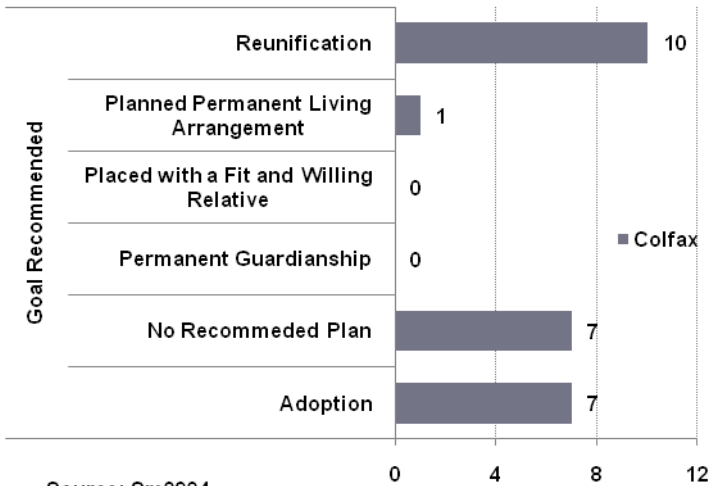 Reunification
10
Planned Permanent Living
Arrangement
1
Placed with a Fit and Willing
Relative
0
Goal Recommended
Colfax
Permanent Guardianship
0
No Recommeded Plan
7
Adoption
7
0
4
8
12